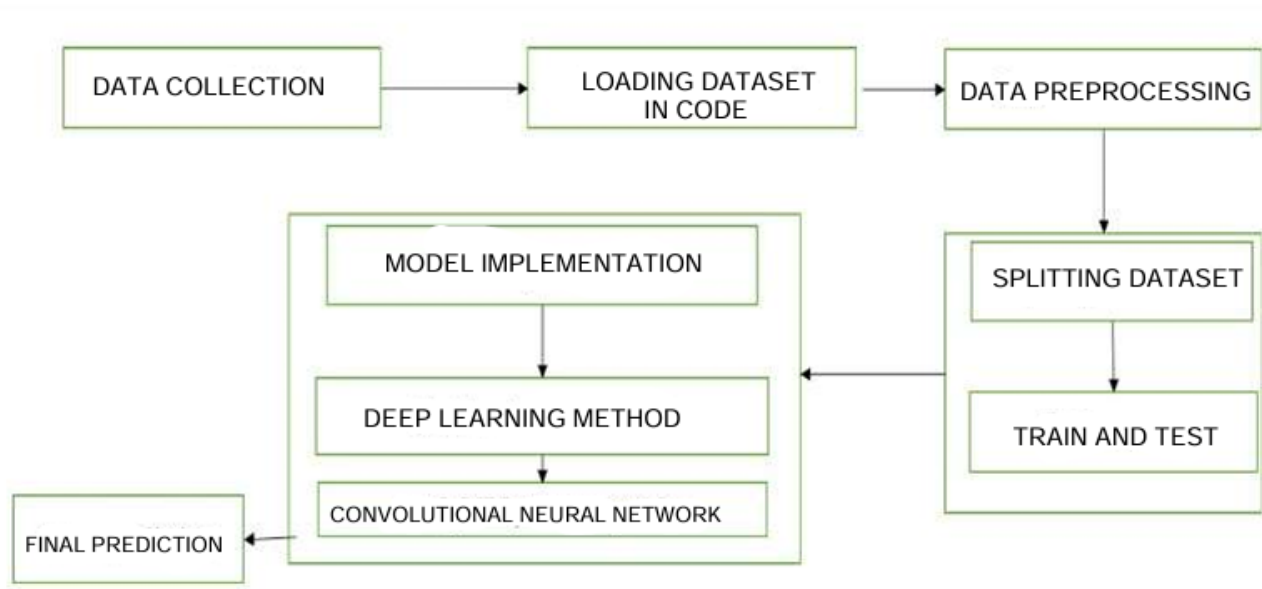 DATA COLLECTION
LOADING DATASET
IN CODE
DATA PREPROCESSING
SPLITTING DATASET
TRAIN AND TEST
MODEL IMPLEMENTATION
DEEP LEARNING METHOD
CONVOLUTIONAL NEURAL NETWORK
FINAL PREDICTION